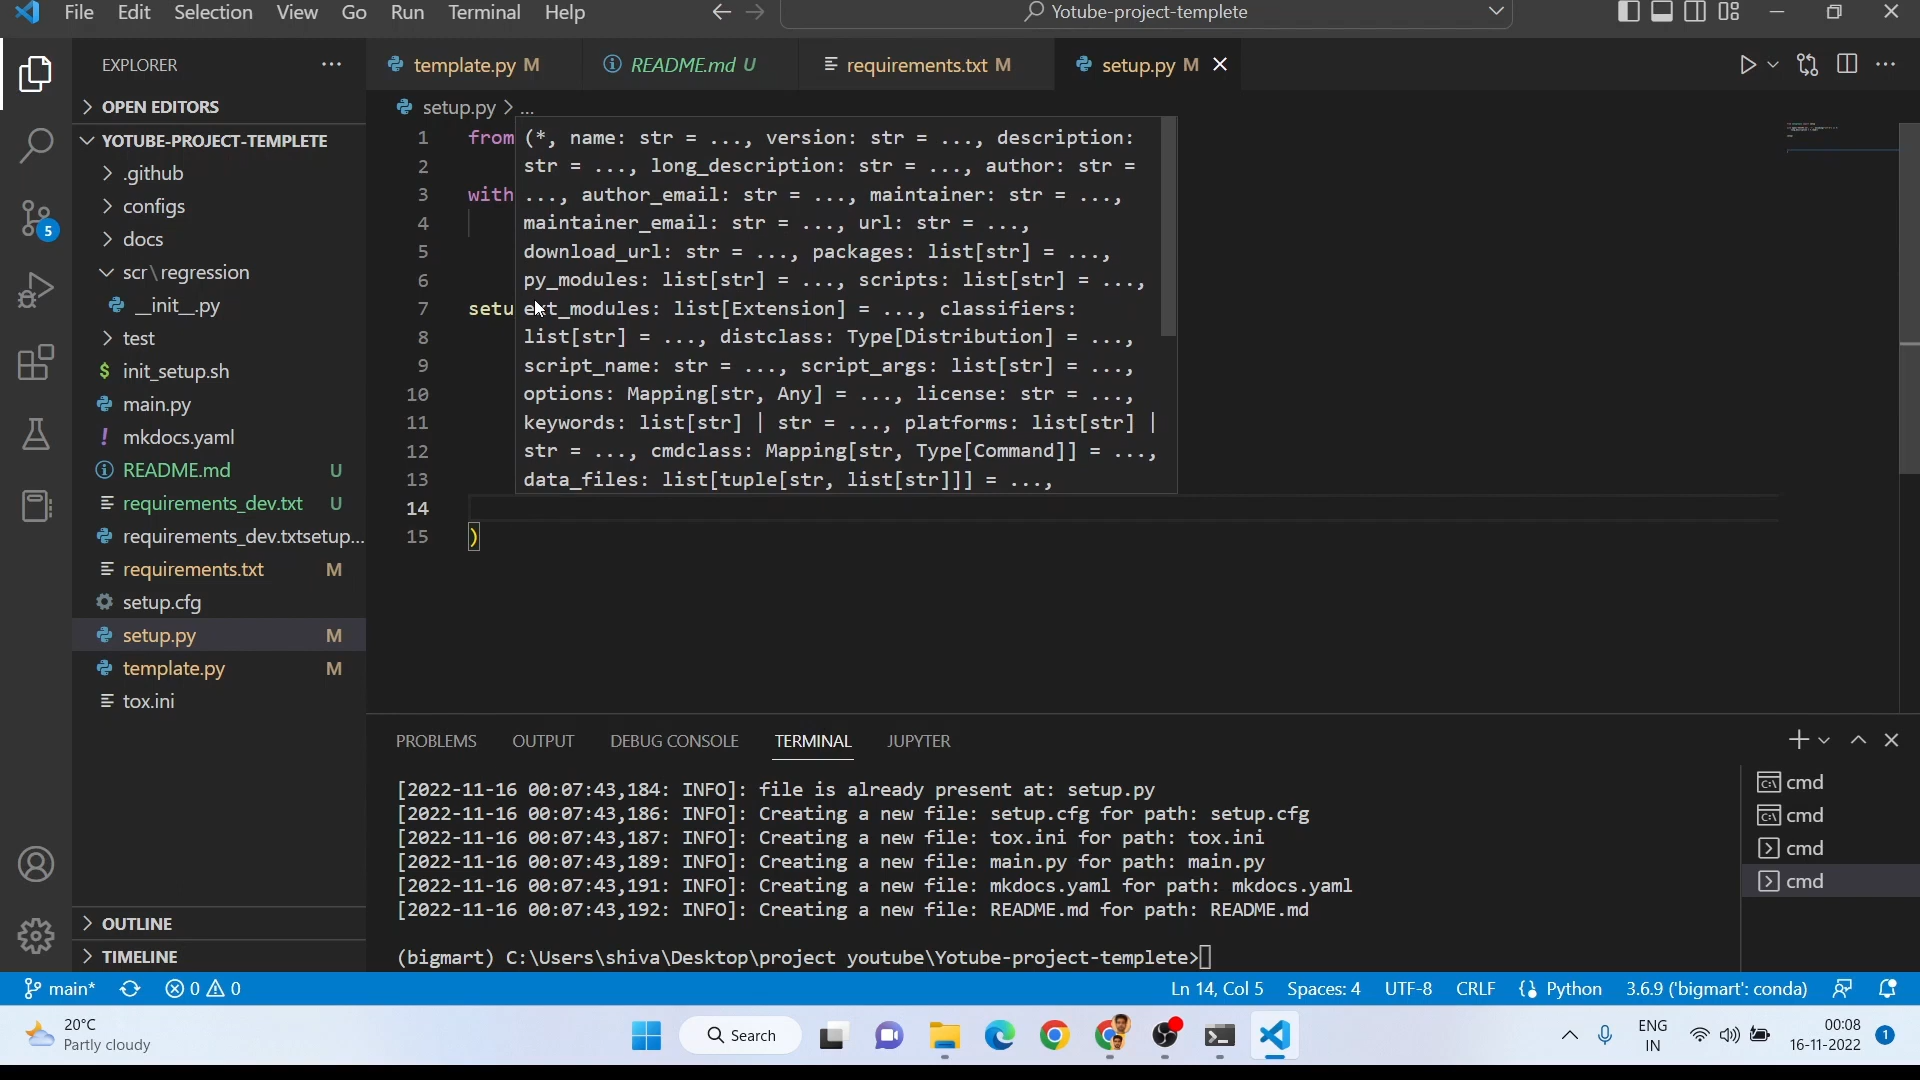 File Edit Selection View Go Run Terminal Help
Yotube-project-templete
EXPLORER
template.py M
README.md U
requirements.txt M
setup.py M
OPEN EDITORS
setup.py > ...
YOTUBE-PROJECT-TEMPLETE
.github
configs
docs
scr\regression
__init__.py
test
init_setup.sh
main.py
mkdocs.yaml
README.md U
requirements_dev.txt U
requirements_dev.txtsetup...
requirements.txt M
setup.cfg
setup.py M
template.py M
tox.ini
OUTLINE
TIMELINE
5
1 from
2
3 with
4
5
6
7 setu
8
9
10
11
12
13
14
15 )
(*, name: str = ..., version: str = ..., description:
str = ..., long_description: str = ..., author: str =
..., author_email: str = ..., maintainer: str = ...,
maintainer_email: str = ..., url: str = ...,
download_url: str = ..., packages: list[str] = ...,
py_modules: list[str] = ..., scripts: list[str] = ...,
ext_modules: list[Extension] = ..., classifiers:
list[str] = ..., distclass: Type[Distribution] = ...,
script_name: str = ..., script_args: list[str] = ...,
options: Mapping[str, Any] = ..., license: str = ...,
keywords: list[str] | str = ..., platforms: list[str] |
str = ..., cmdclass: Mapping[str, Type[Command]] = ...,
data_files: list[tuple[str, list[str]]] = ...,
PROBLEMS OUTPUT DEBUG CONSOLE TERMINAL JUPYTER
[2022-11-16 00:07:43,184: INFO]: file is already present at: setup.py
[2022-11-16 00:07:43,186: INFO]: Creating a new file: setup.cfg for path: setup.cfg
[2022-11-16 00:07:43,187: INFO]: Creating a new file: tox.ini for path: tox.ini
[2022-11-16 00:07:43,189: INFO]: Creating a new file: main.py for path: main.py
[2022-11-16 00:07:43,191: INFO]: Creating a new file: mkdocs.yaml for path: mkdocs.yaml
[2022-11-16 00:07:43,192: INFO]: Creating a new file: README.md for path: README.md
(bigmart) C:\Users\shiva\Desktop\project youtube\Yotube-project-templete>
cmd
cmd
cmd
cmd
main* 0 0 Ln 14, Col 5 Spaces: 4 UTF-8 CRLF Python 3.6.9 ('bigmart': conda)
20°C
Partly cloudy
Search
ENG
IN
00:08
16-11-2022
1